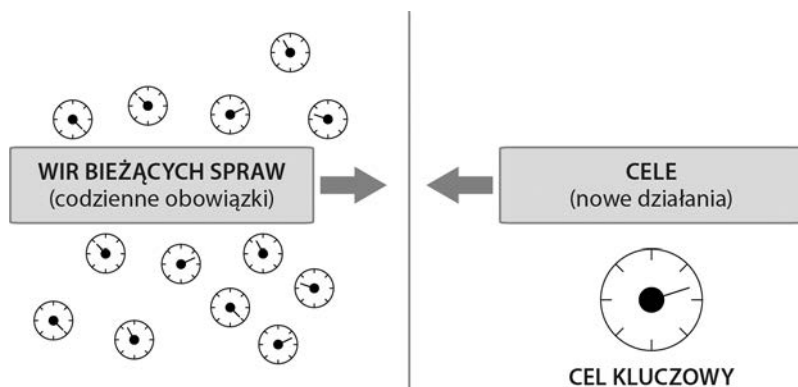 WIR BIEŻĄCYCH SPRAW
(codzienne obowiązki)
CELE
(nowe działania)
CEL KLUCZOWY